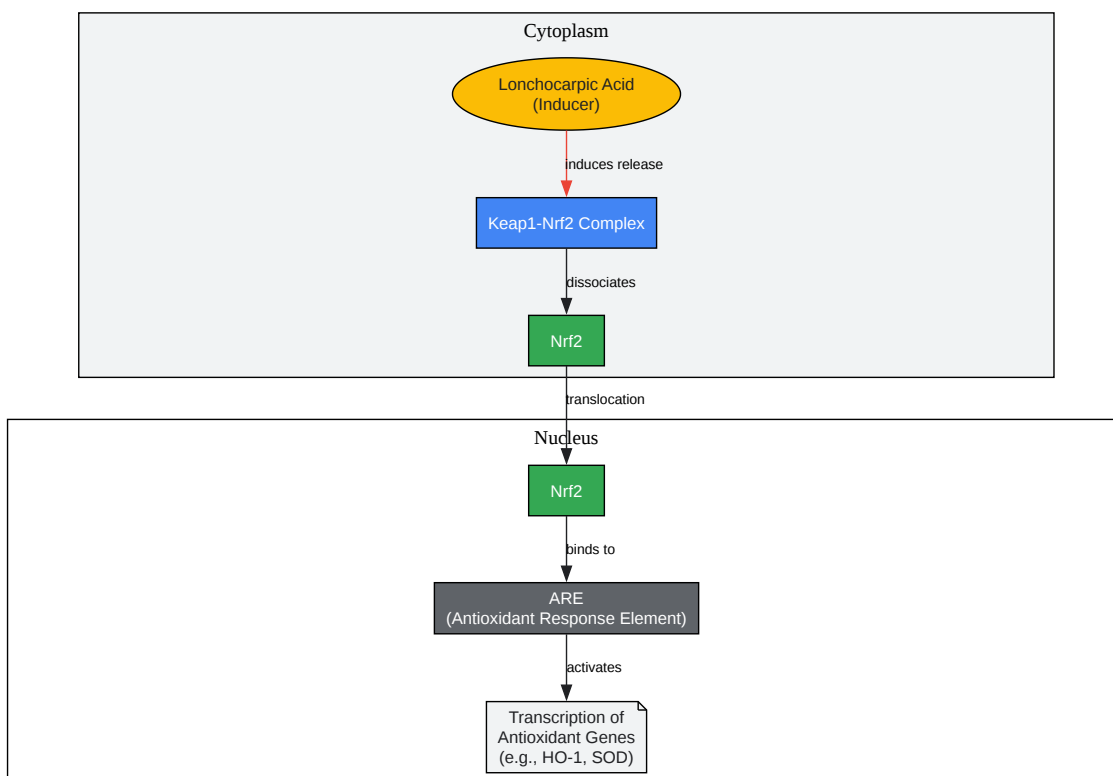 Cytoplasm
Lonchocarpic Acid
(Inducer)
induces release
Keap1-Nrf2 Complex
dissociates
Nrf2
translocation
Nucleus
Nrf2
binds to
ARE
(Antioxidant Response Element)
activates
Transcription of
Antioxidant Genes
(e.g., HO-1, SOD)